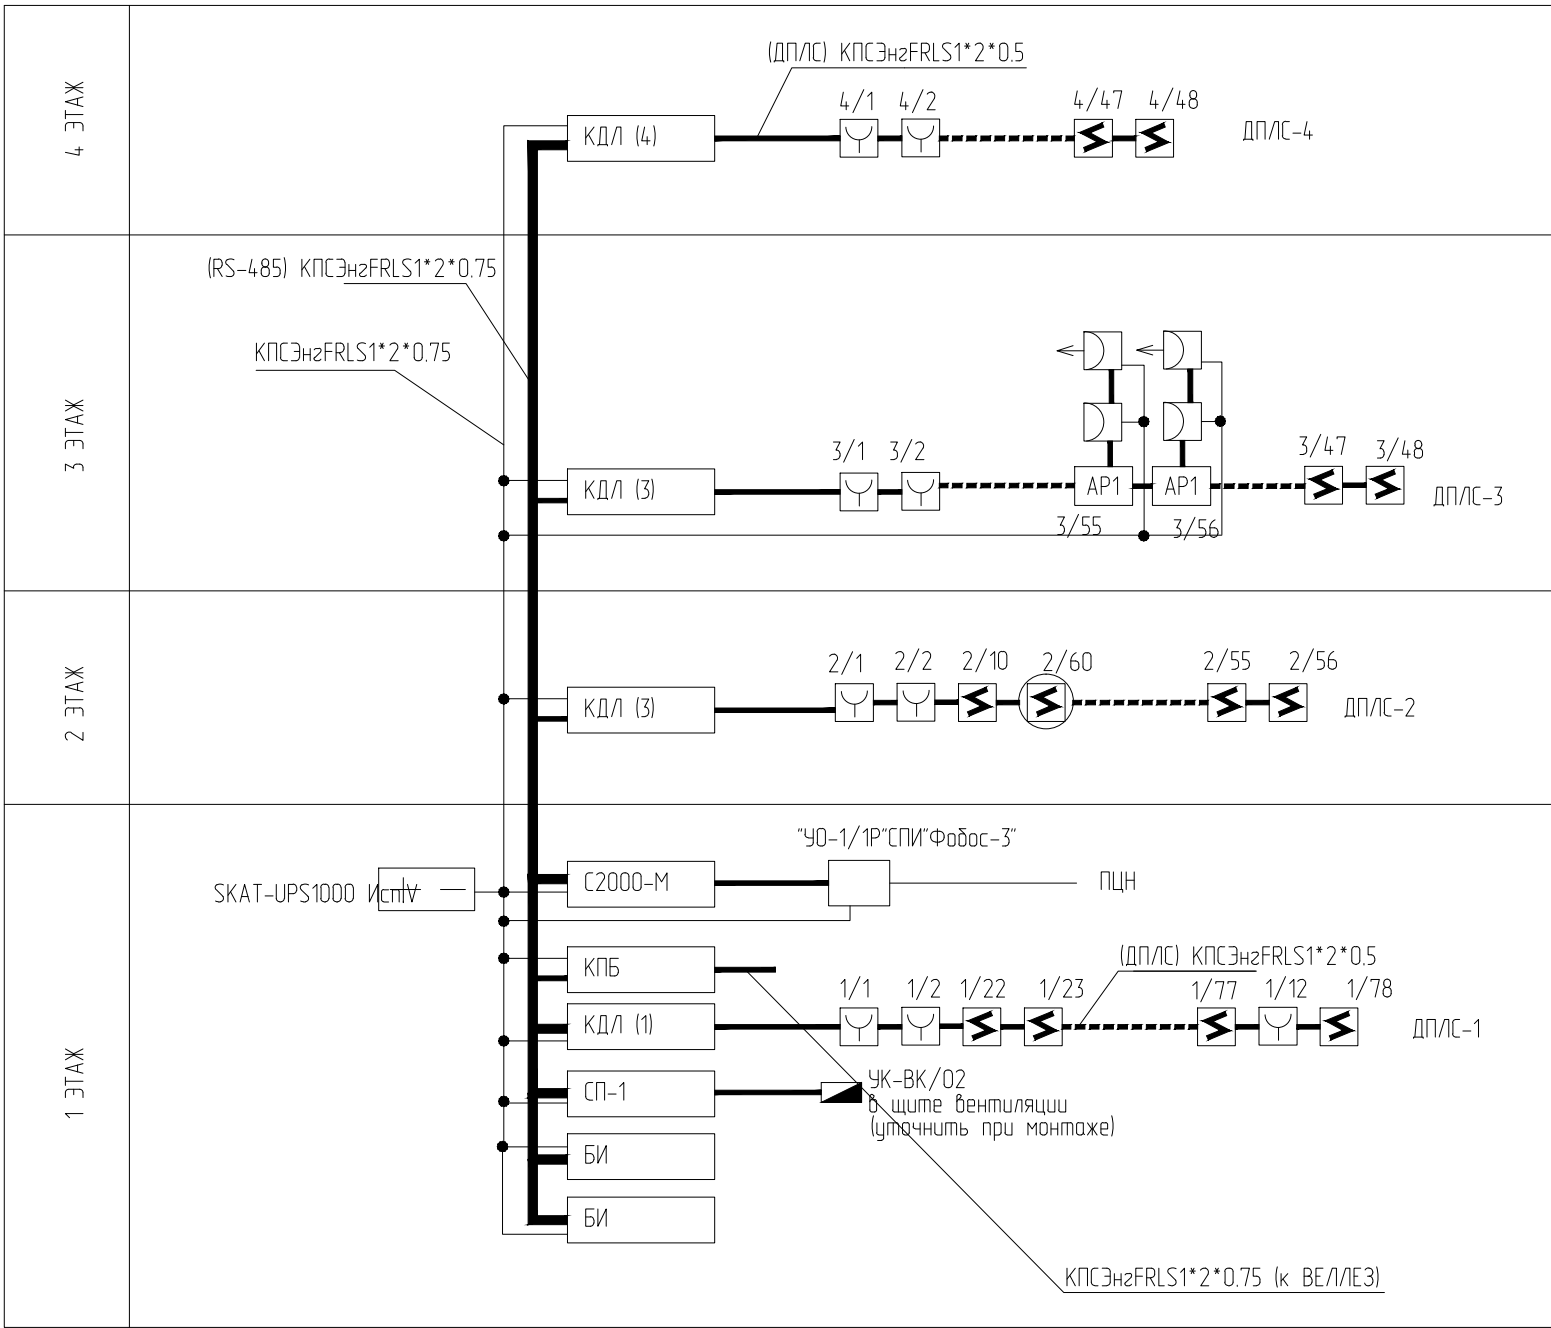 4 ЭТАЖ
(ДПЛС) КПСЭнгFRLS1*2*0.5
КДЛ (4)
4/1
4/2
4/47
4/48
ДПЛС-4
3 ЭТАЖ
(RS-485) КПСЭнгFRLS1*2*0.75
КПСЭнгFRLS1*2*0.75
КДЛ (3)
3/1
3/2
АР1
АР1
3/55
3/56
3/47
3/48
ДПЛС-3
2 ЭТАЖ
КДЛ (3)
2/1
2/2
2/10
2/60
2/55
2/56
ДПЛС-2
1 ЭТАЖ
SKAT-UPS1000 ИспIV
С2000-М
"УО-1/1Р"СПИ"Фобос-3"
ПЦН
КПБ
(ДПЛС) КПСЭнгFRLS1*2*0.5
КДЛ (1)
1/1
1/2
1/22
1/23
1/77
1/12
1/78
ДПЛС-1
СП-1
УК-ВК/02
в щите вентиляции
(уточнить при монтаже)
БИ
БИ
КПСЭнгFRLS1*2*0.75 (к ВЕЛЛЕЗ)